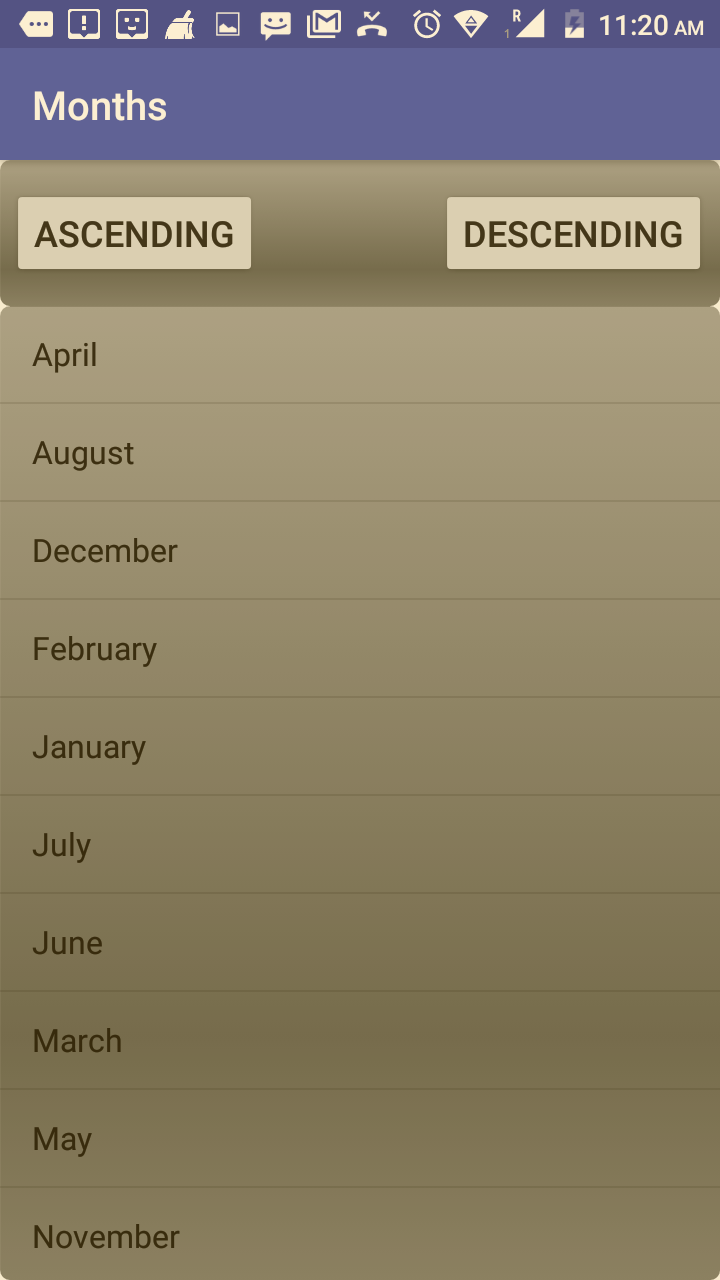 R
1
11:20 AM
Months
ASCENDING
DESCENDING
April
August
December
February
January
July
June
March
May
November